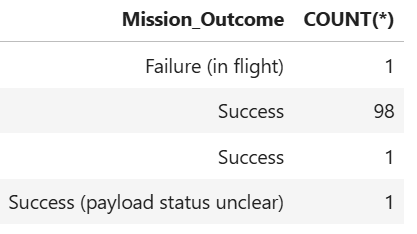 Mission_Outcome COUNT(*)
Failure (in flight) 1
Success 98
Success 1
Success (payload status unclear) 1